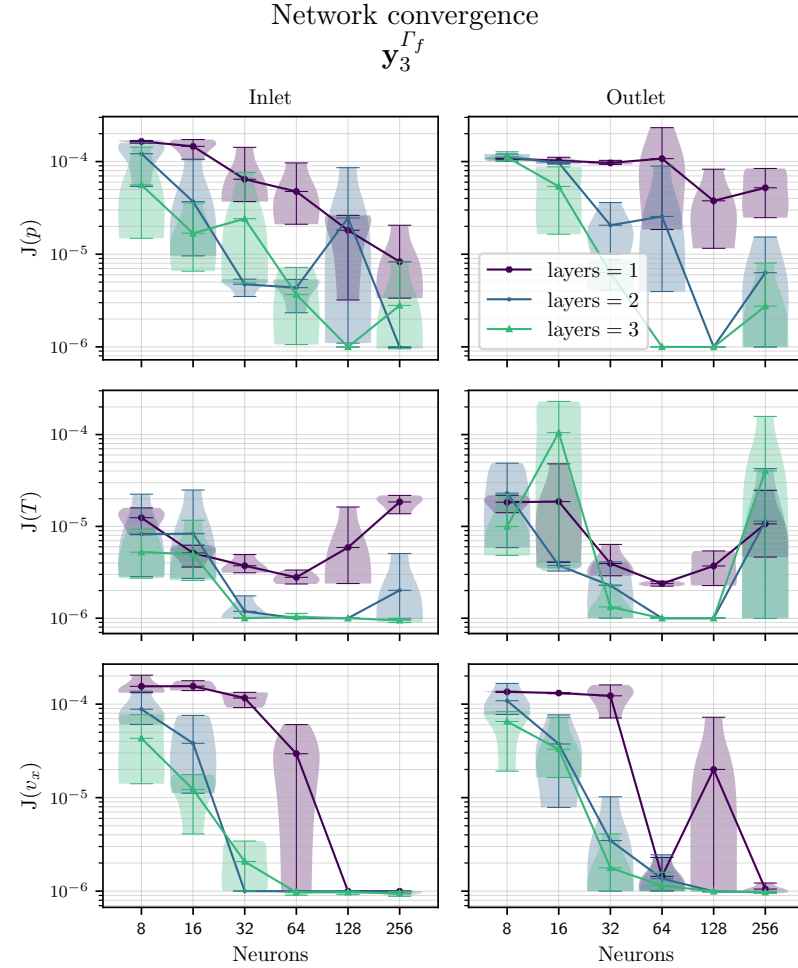 Network convergence
y₃^Γf
Inlet
Outlet
J(p)
10⁻⁴
10⁻⁵
10⁻⁶
layers = 1
layers = 2
layers = 3
J(T)
10⁻⁴
10⁻⁵
10⁻⁶
J(vₓ)
10⁻⁴
10⁻⁵
10⁻⁶
8 16 32 64 128 256
8 16 32 64 128 256
Neurons
Neurons